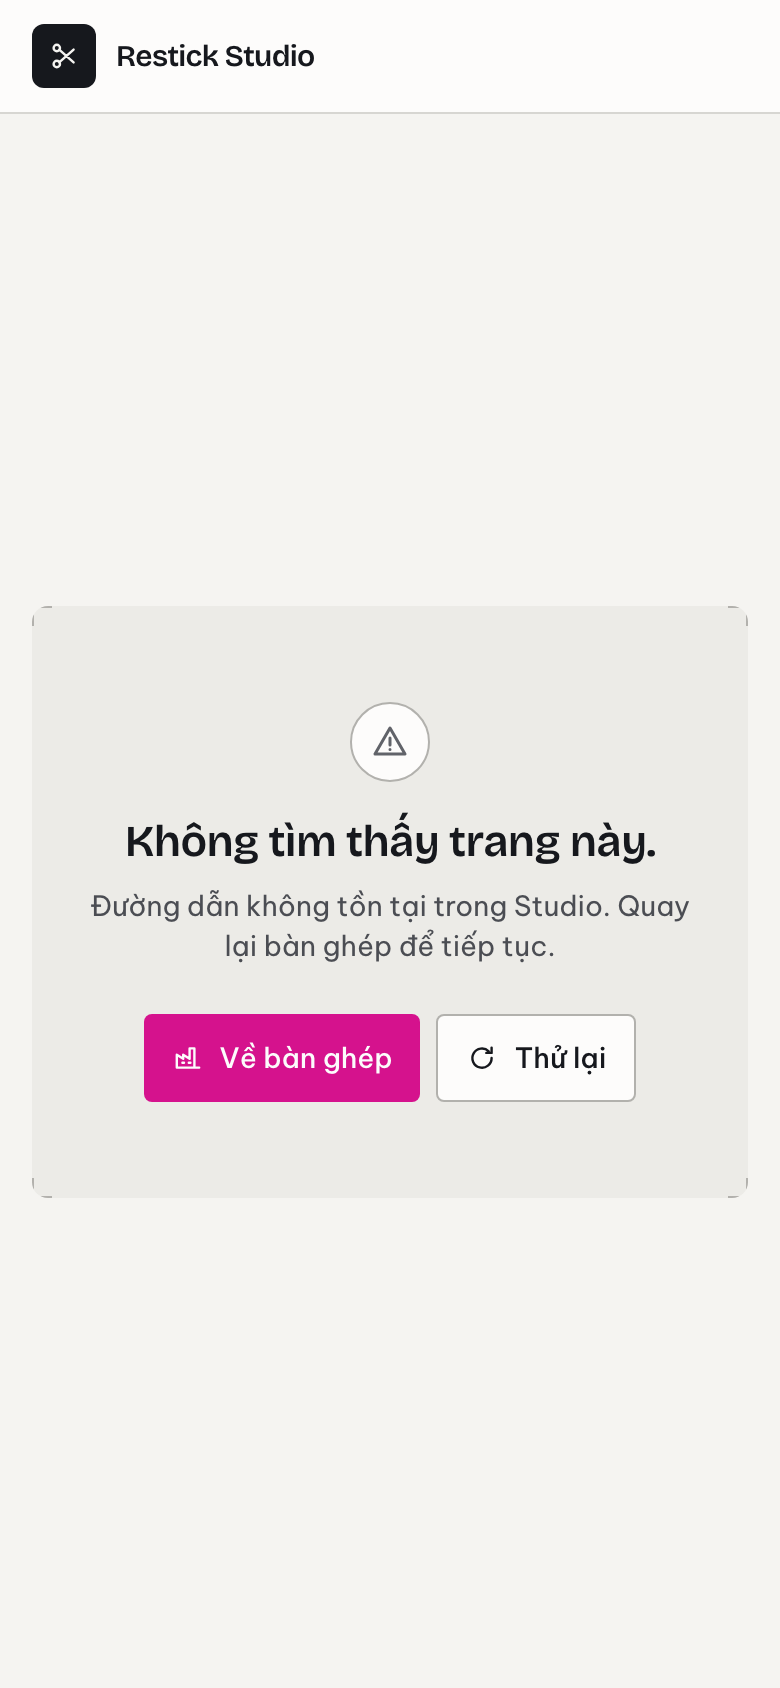 Restick Studio
Không tìm thấy trang này.
Đường dẫn không tồn tại trong Studio. Quay
lại bàn ghép để tiếp tục.
Về bàn ghép
Thử lại